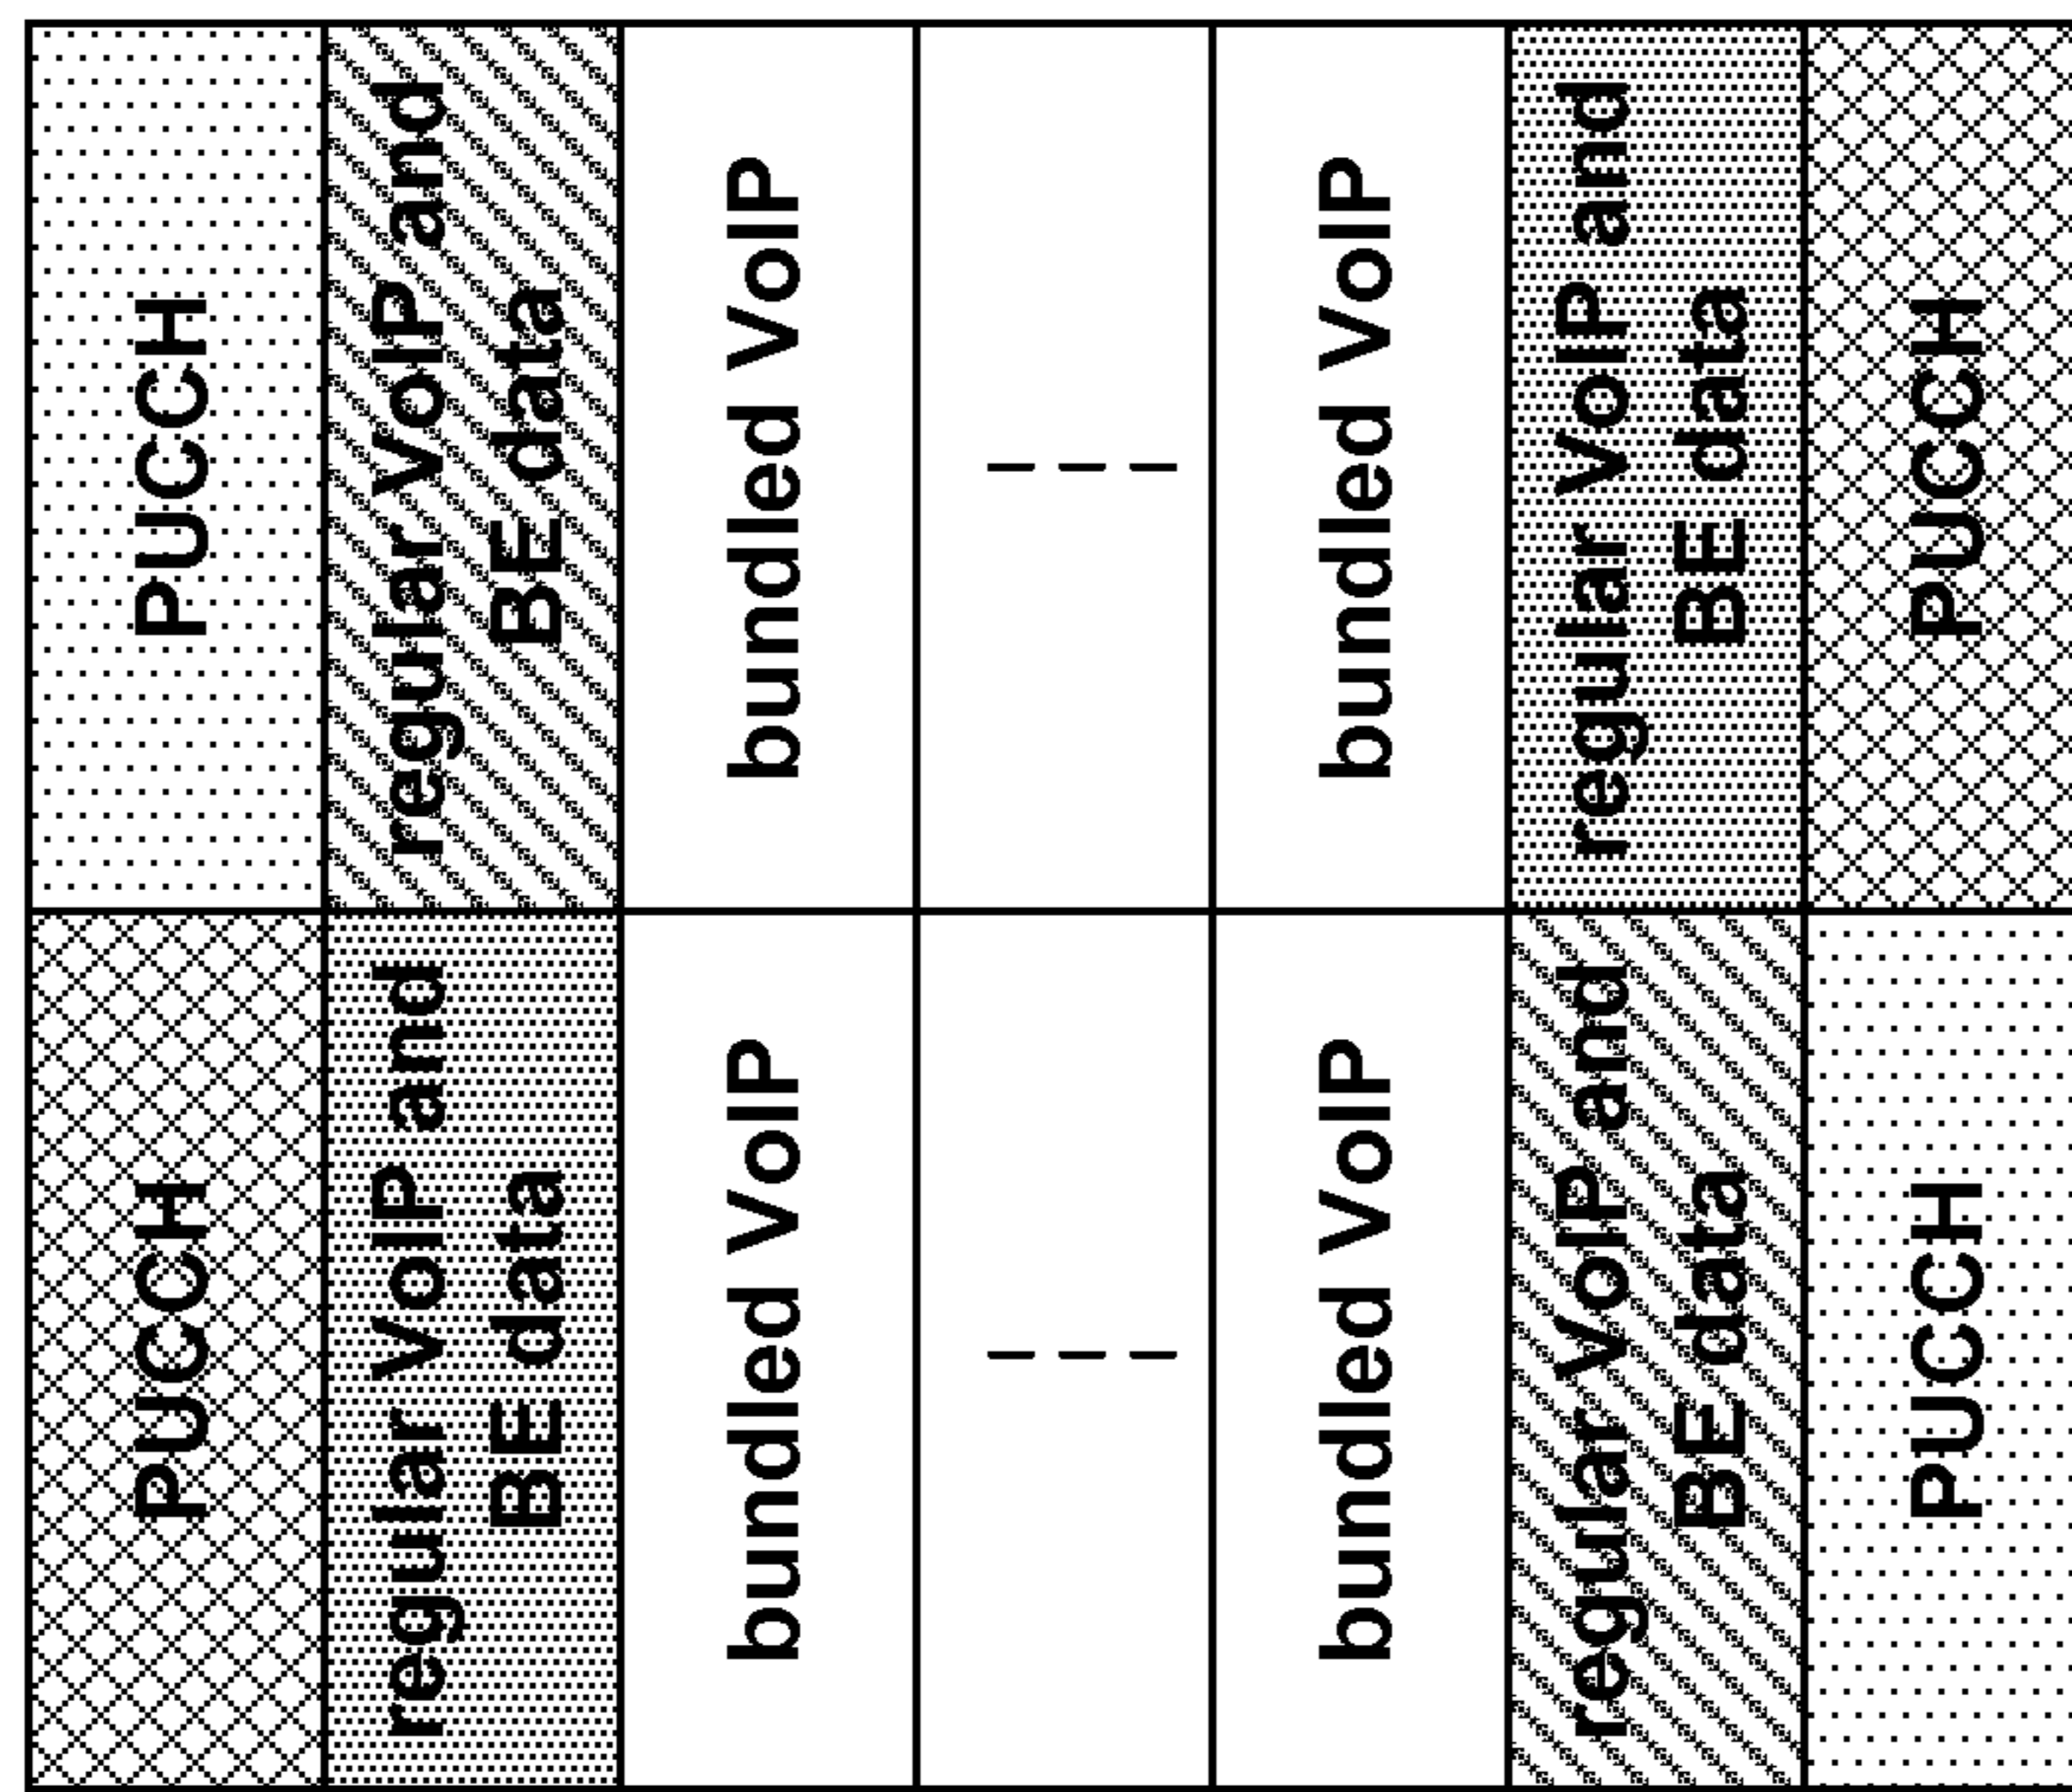 PUCCH
regular VoIP and
BE data
bundled VoIP
bundled VoIP
regular VoIP and
BE data
PUCCH
PUCCH
regular VoIP and
BE data
bundled VoIP
bundled VoIP
regular VoIP and
BE data
PUCCH